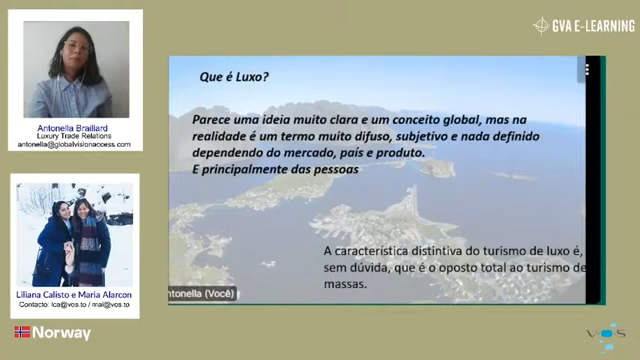 GVA E-LEARNING
Antonella Braillard
Luxury Trade Relations
antonella@globalvisionaccess.com
Que é Luxo?
Parece uma ideia muito clara e um conceito global, mas na
realidade é um termo muito difuso, subjetivo e nada definido
dependendo do mercado, país e produto.
E principalmente das pessoas
A característica distintiva do turismo de luxo é,
sem dúvida, que é o oposto total ao turismo de
massas.
ntonella (Você)
Liliana Calisto e Maria Alarcon
Contacto: lca@vos.to / mal@vos.to
Norway
VOS